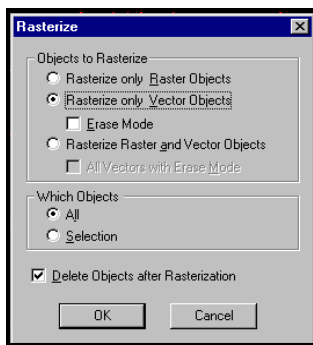 Rasterize
Objects to Rasterize
Rasterize only Raster Objects
Rasterize only Vector Objects
Erase Mode
Rasterize Raster and Vector Objects
All Vectors with Erase Mode
Which Objects
All
Selection
Delete Objects after Rasterization
OK Cancel